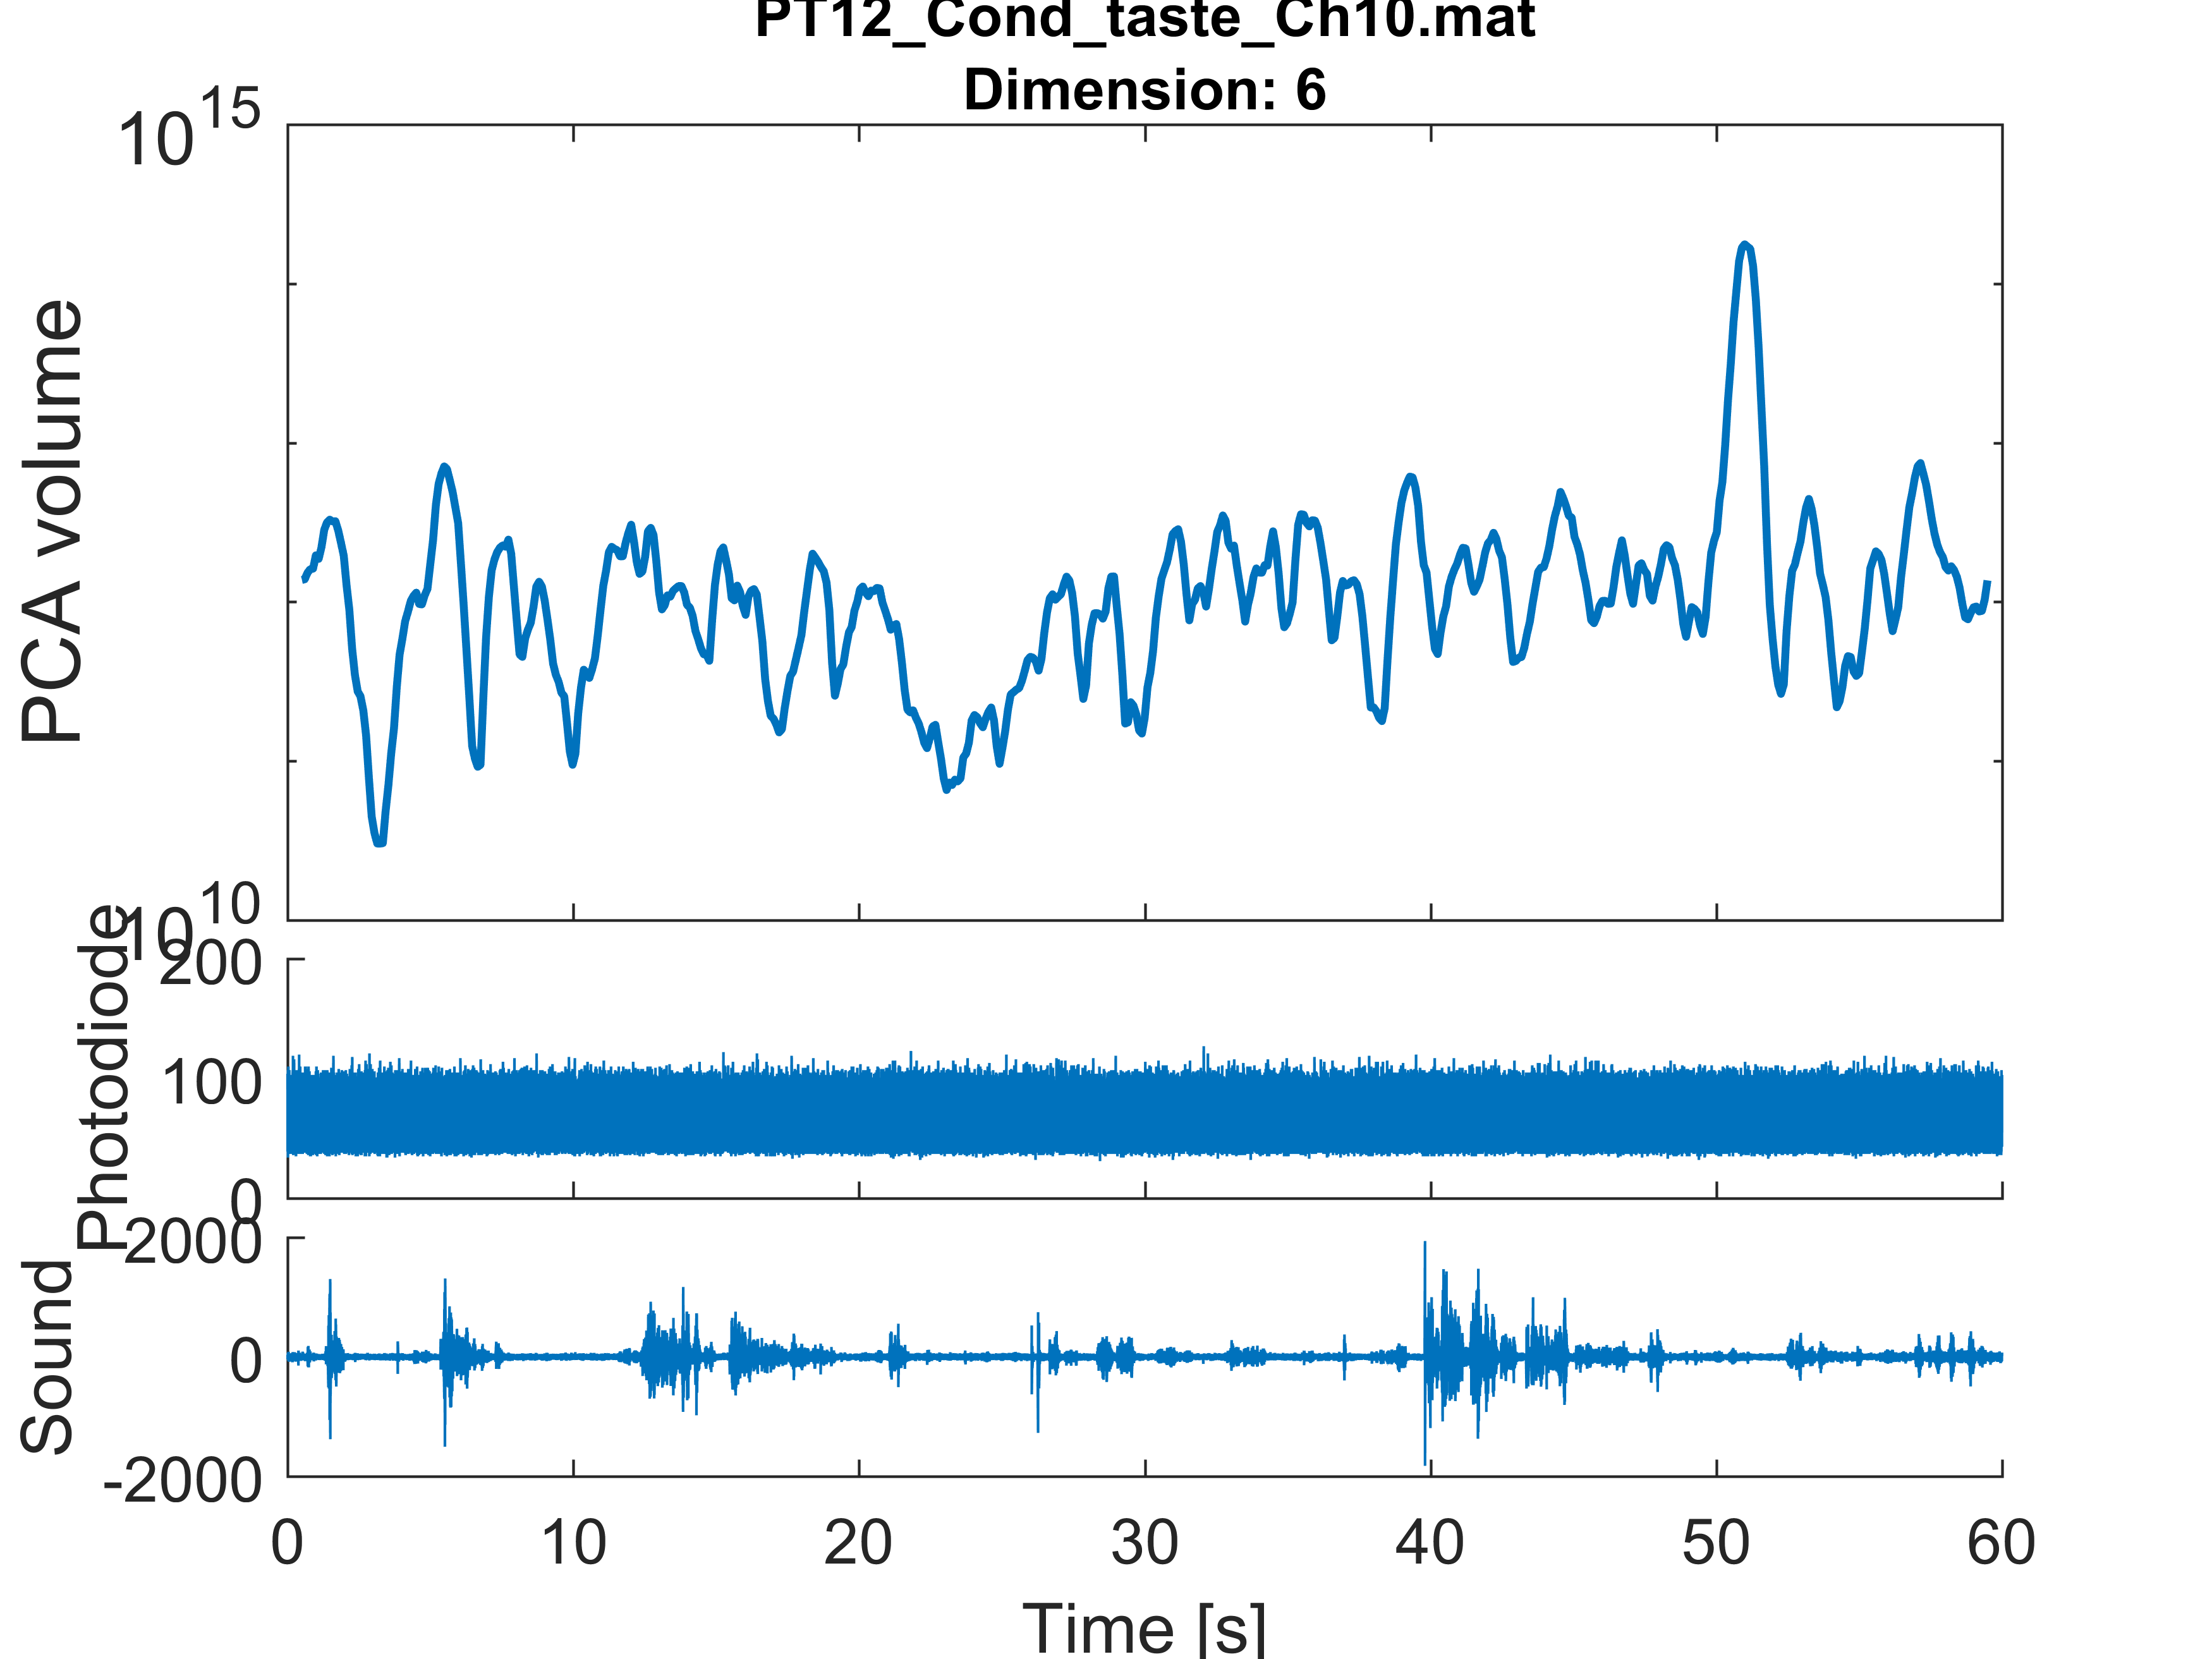 PT12_Cond_taste_Ch10.mat
Dimension: 6
10^15
PCA volume
10^10
200
Photodiode
100
0
2000
Sound
0
-2000
0 10 20 30 40 50 60
Time [s]